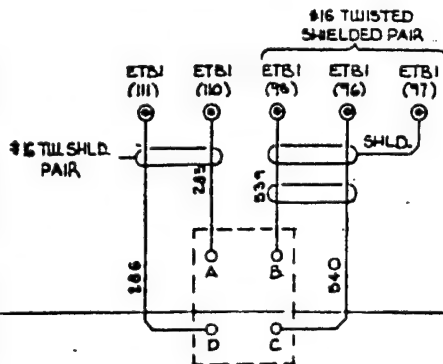 #16 TWISTED
SHIELDED PAIR
ETB1 ETB1 ETB1 ETB1 ETB1
(111) (110) (98) (96) (97)
#16 TW. SHLD.
PAIR
SHLD.
539
286
540
A B
D C